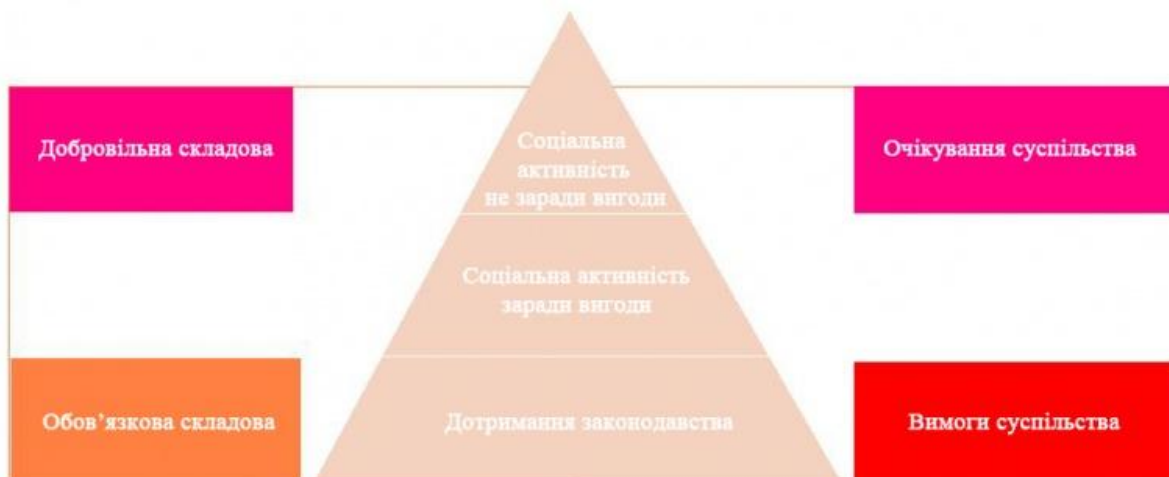 Добровільна складова
Соціальна
активність
не заради вигоди
Очікування суспільства
Соціальна активність
заради вигоди
Обов’язкова складова
Дотримання законодавства
Вимоги суспільства